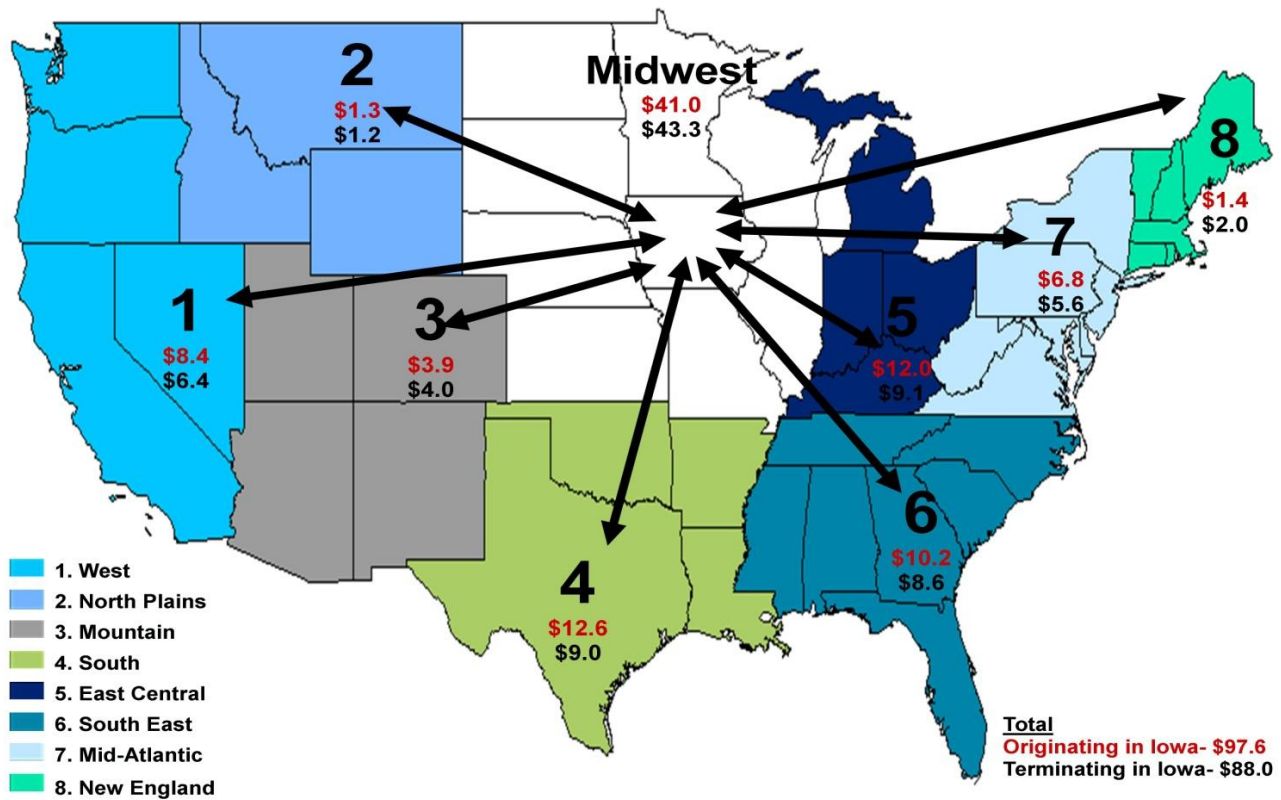 2
$1.3
$1.2
Midwest
$41.0
$43.3
8
$1.4
$2.0
7
$6.8
$5.6
1
$8.4
$6.4
3
$3.9
$4.0
5
$12.0
$9.1
6
$10.2
$8.6
4
$12.6
$9.0
1. West
2. North Plains
3. Mountain
4. South
5. East Central
6. South East
7. Mid-Atlantic
8. New England
Total
Originating in Iowa- $97.6
Terminating in Iowa- $88.0